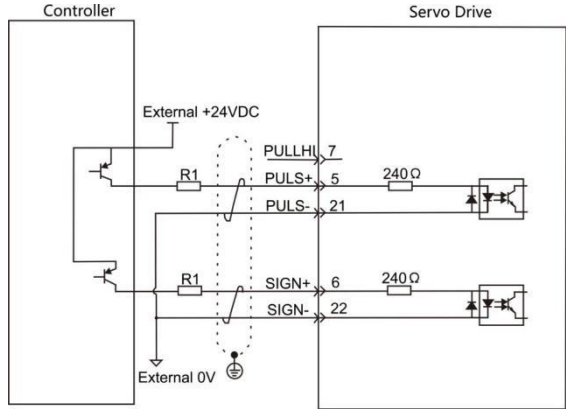 Controller
Servo Drive
External +24VDC
PULLHI 7
R1
PULS+ 5
240Ω
PULS- 21
R1
SIGN+ 6
240Ω
SIGN- 22
External 0V